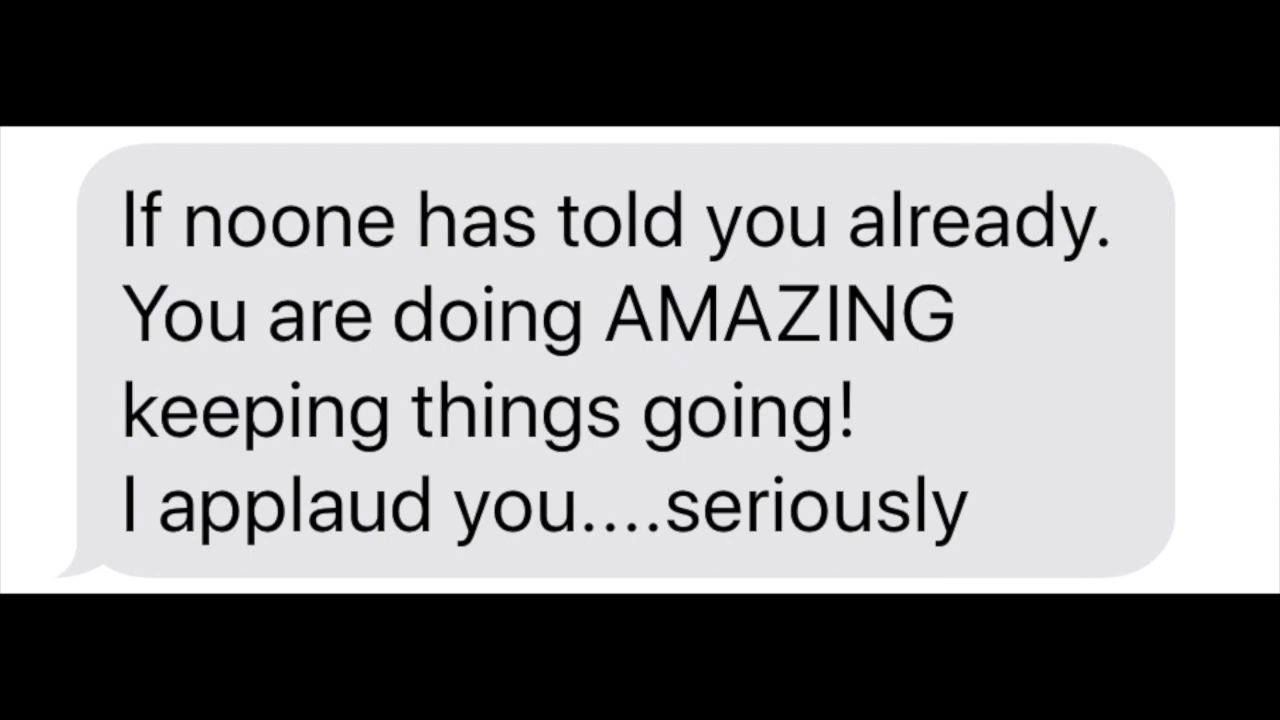 If noone has told you already.
You are doing AMAZING
keeping things going!
I applaud you....seriously